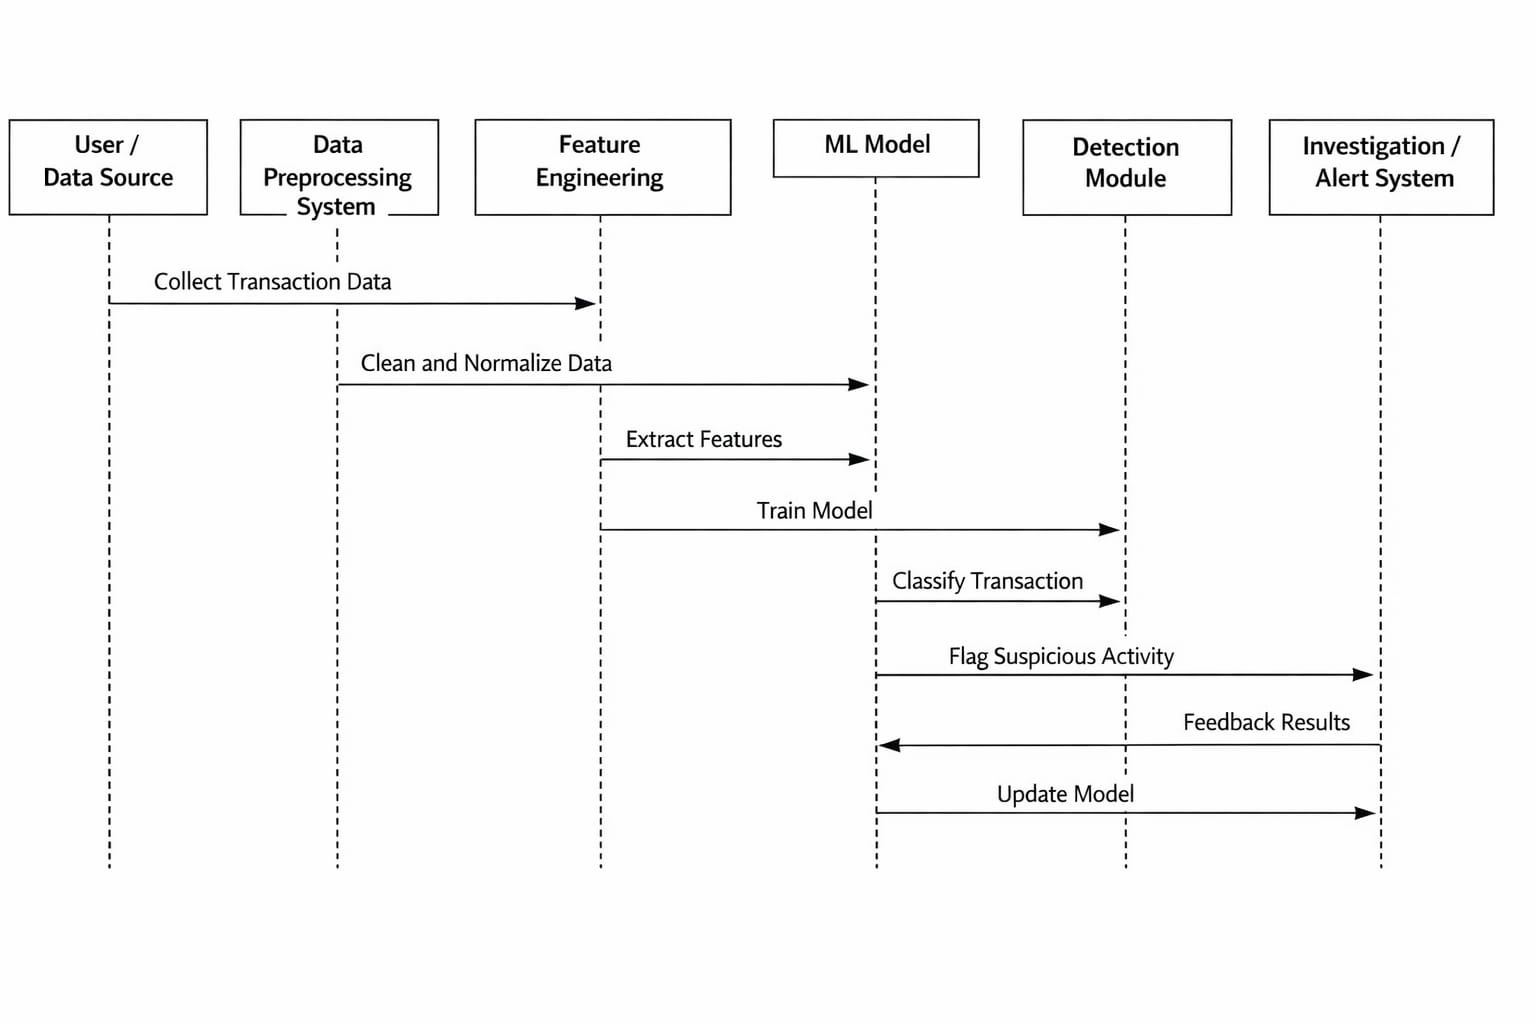 User /
Data Source
Data
Preprocessing
System
Feature
Engineering
ML Model
Detection
Module
Investigation /
Alert System
Collect Transaction Data
Clean and Normalize Data
Extract Features
Train Model
Classify Transaction
Flag Suspicious Activity
Feedback Results
Update Model